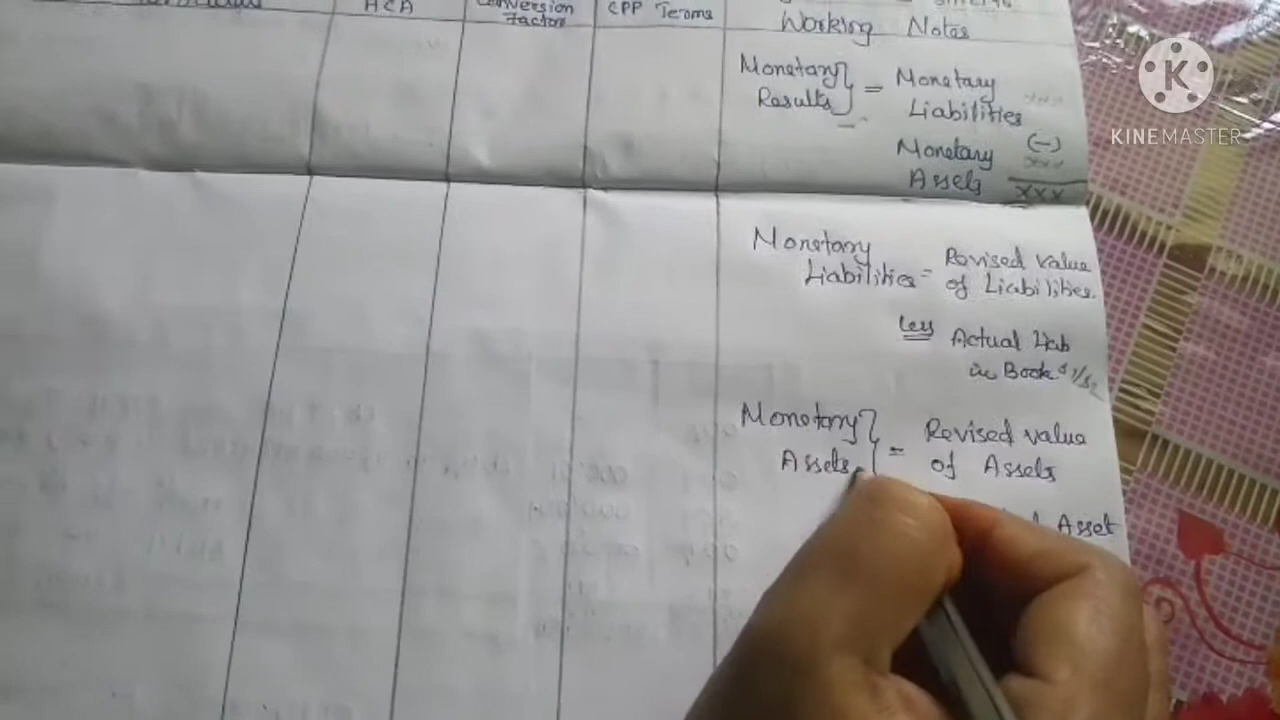 HCA
Conversion
Factor
CPP Terms
Working Notes
Monetary
Results } = Monetary
Liabilities
(-)
Monetary
Assets
xxx
Monetary
Liabilities = Revised value
of Liabilities.
Less Actual Liab
in Books
Monetary
Assets } = Revised value
of Assets
Asset
K
KINEMASTER